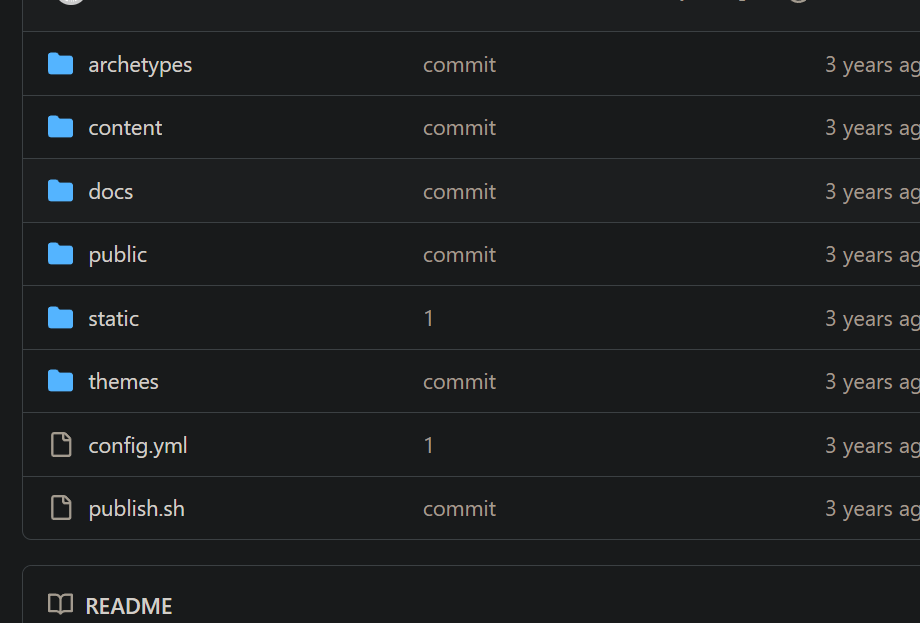 archetypes commit 3 years ag
content commit 3 years ag
docs commit 3 years ag
public commit 3 years ag
static 1 3 years ag
themes commit 3 years ag
config.yml 1 3 years ag
publish.sh commit 3 years ag
README